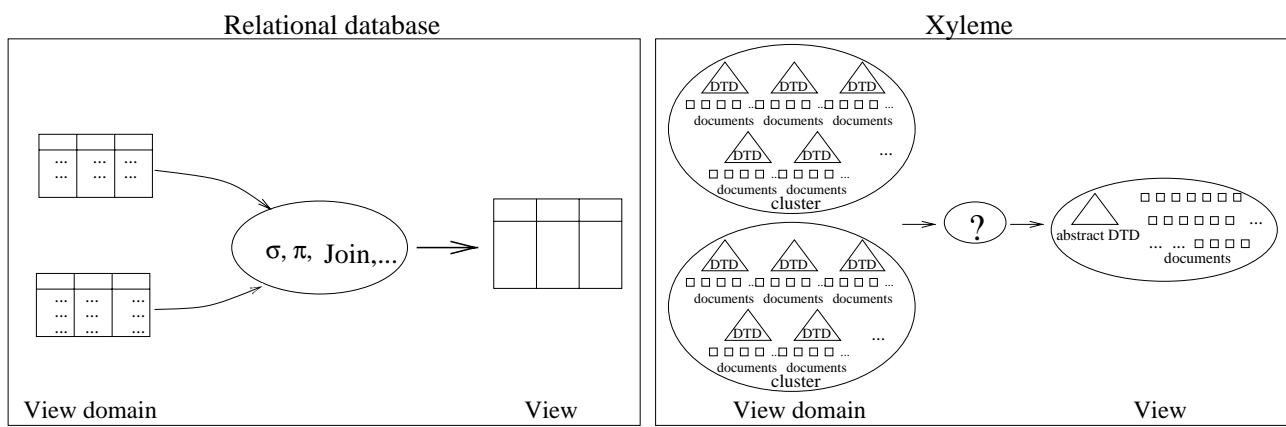 Relational database
Xyleme
... ... ...
... ... ...
σ, π, Join,...
... ... ...
... ... ...
... ... ...
View domain
View
DTD DTD DTD
... ... ...
documents documents documents
DTD DTD ...
... ...
documents documents
cluster
DTD DTD DTD
... ... ...
documents documents documents
DTD DTD ...
... ...
documents documents
cluster
?
abstract DTD
...
... ...
documents
View domain
View